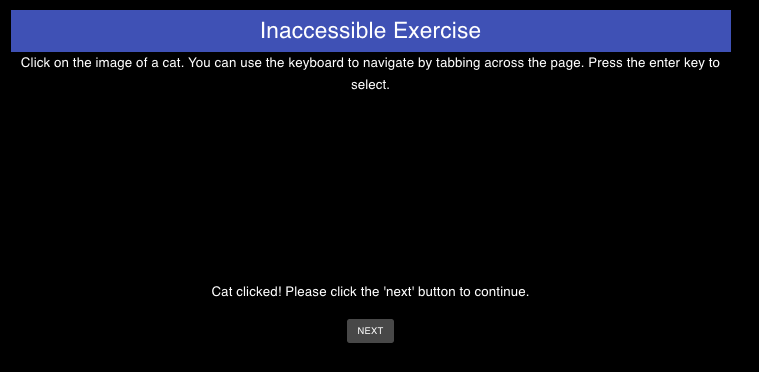 Inaccessible Exercise
Click on the image of a cat. You can use the keyboard to navigate by tabbing across the page. Press the enter key to
select.
Cat clicked! Please click the 'next' button to continue.
NEXT